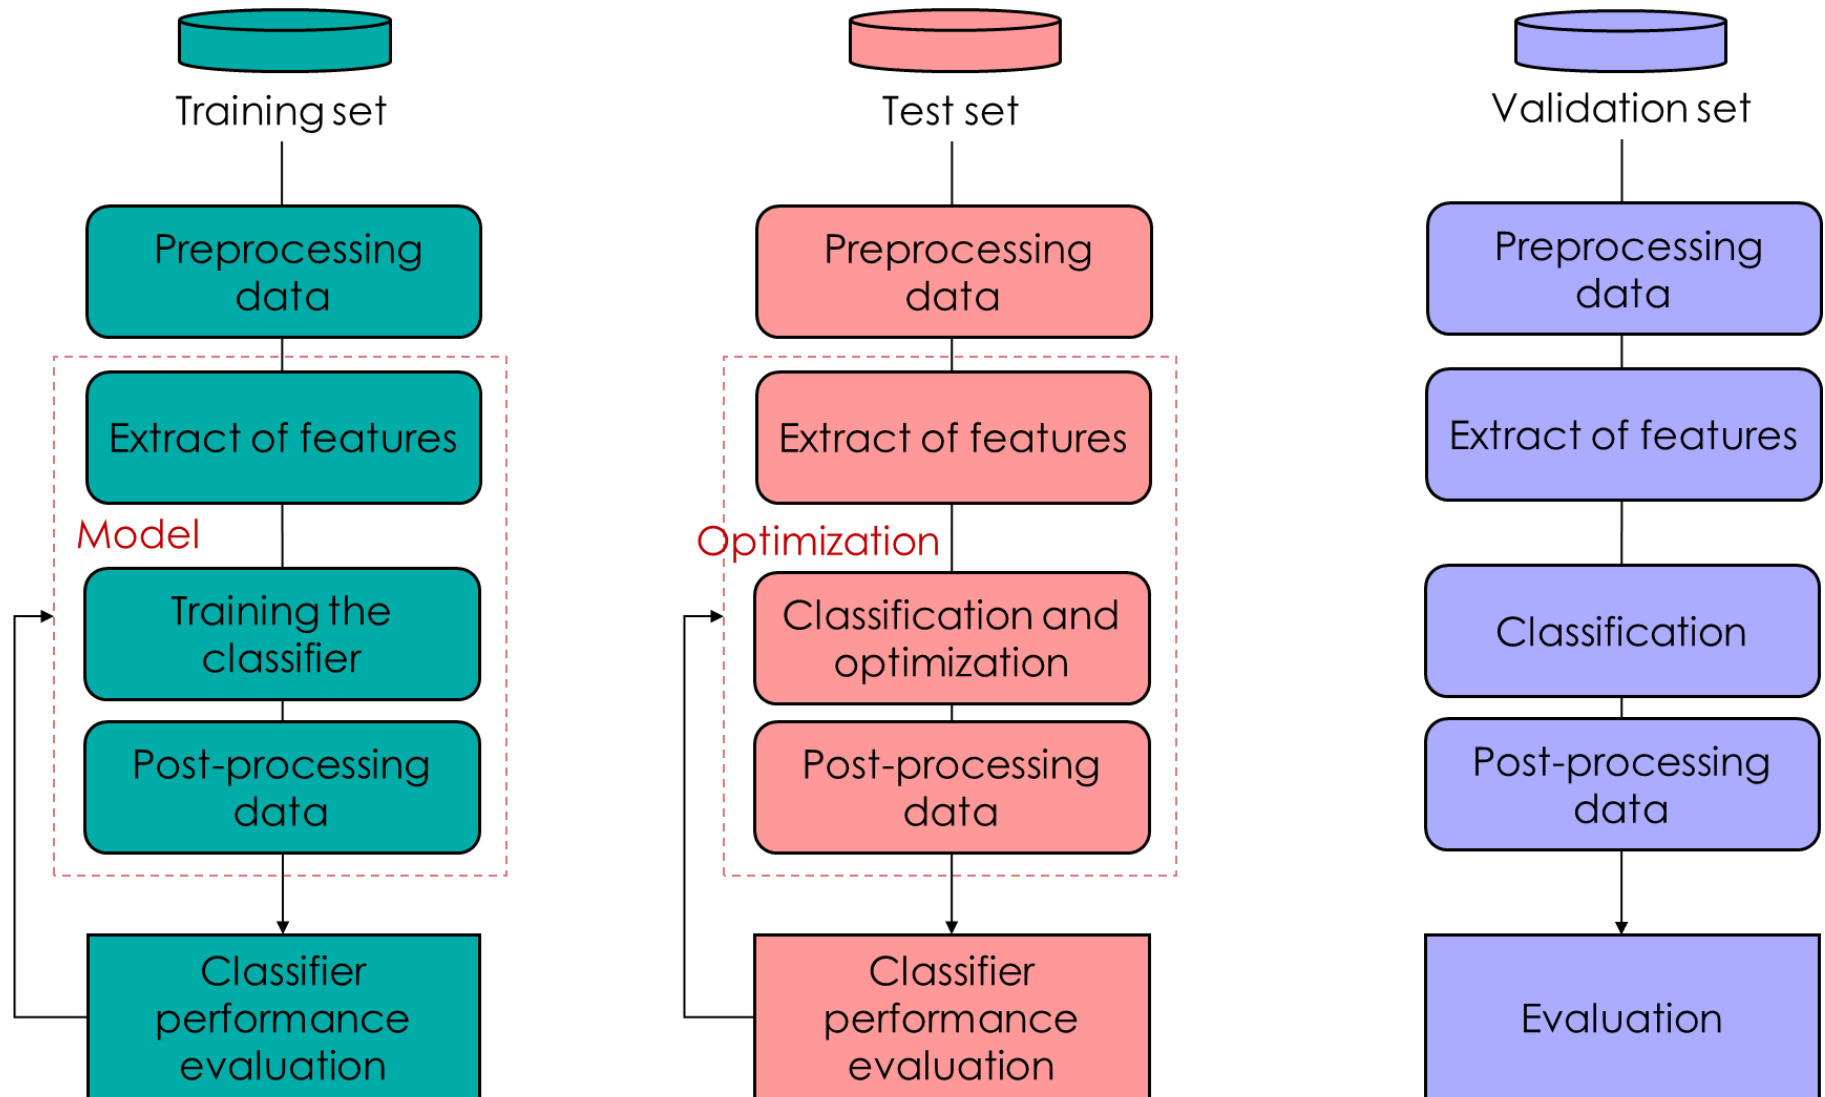 Training set
Preprocessing
data
Extract of features
Model
Training the
classifier
Post-processing
data
Classifier
performance
evaluation
Test set
Preprocessing
data
Extract of features
Optimization
Classification and
optimization
Post-processing
data
Classifier
performance
evaluation
Validation set
Preprocessing
data
Extract of features
Classification
Post-processing
data
Evaluation